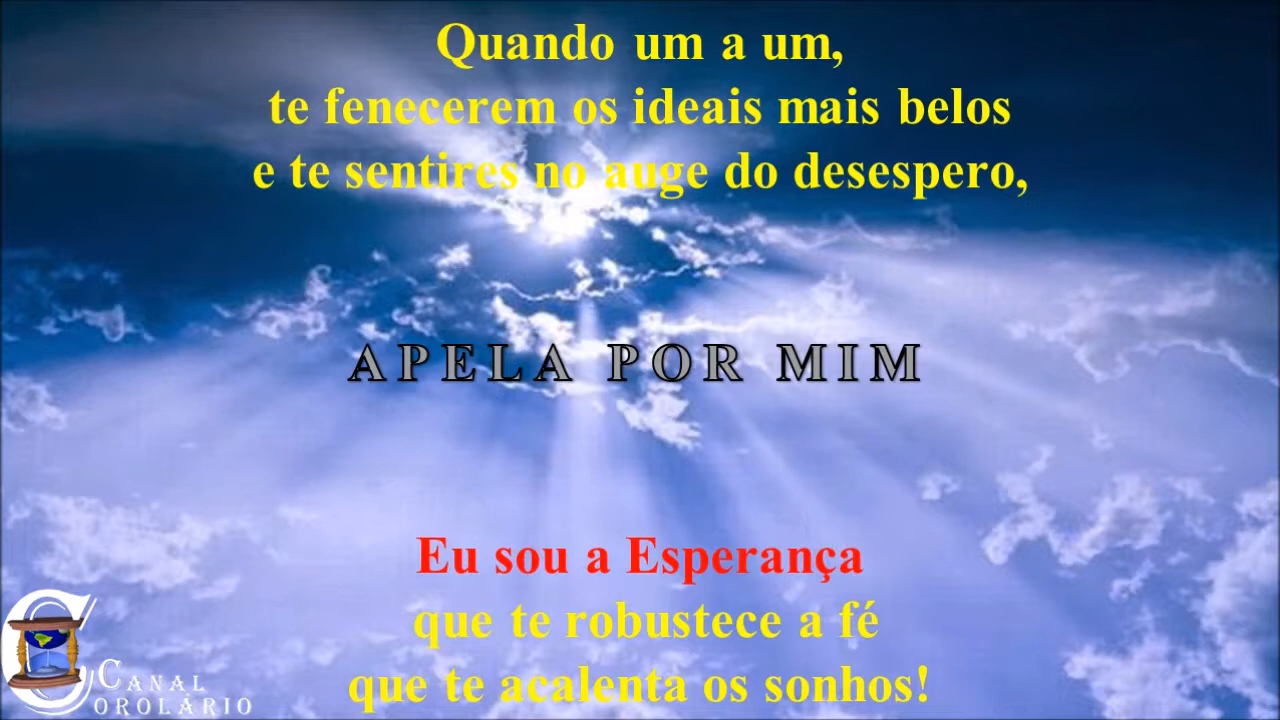 Quando um a um,
te fenecerem os ideais mais belos
e te sentires no auge do desespero,
APELA POR MIM
Eu sou a Esperança
que te robustece a fé
que te acalenta os sonhos!
CANAL
COROLÁRIO